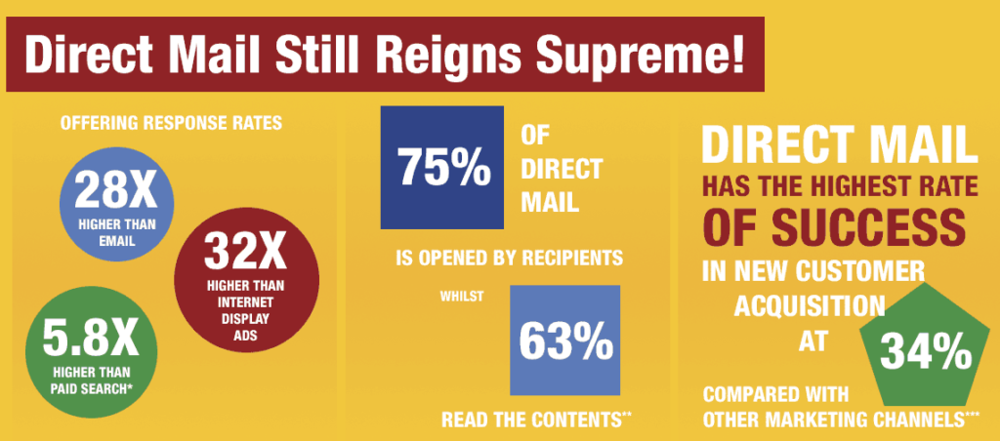 Direct Mail Still Reigns Supreme!
OFFERING RESPONSE RATES
28X
HIGHER THAN
EMAIL
32X
HIGHER THAN
INTERNET
DISPLAY
ADS
5.8X
HIGHER THAN
PAID SEARCH*
75%
OF
DIRECT
MAIL
IS OPENED BY RECIPIENTS
WHILST
63%
READ THE CONTENTS**
DIRECT MAIL
HAS THE HIGHEST RATE
OF SUCCESS
IN NEW CUSTOMER
ACQUISITION
AT
34%
COMPARED WITH
OTHER MARKETING CHANNELS***